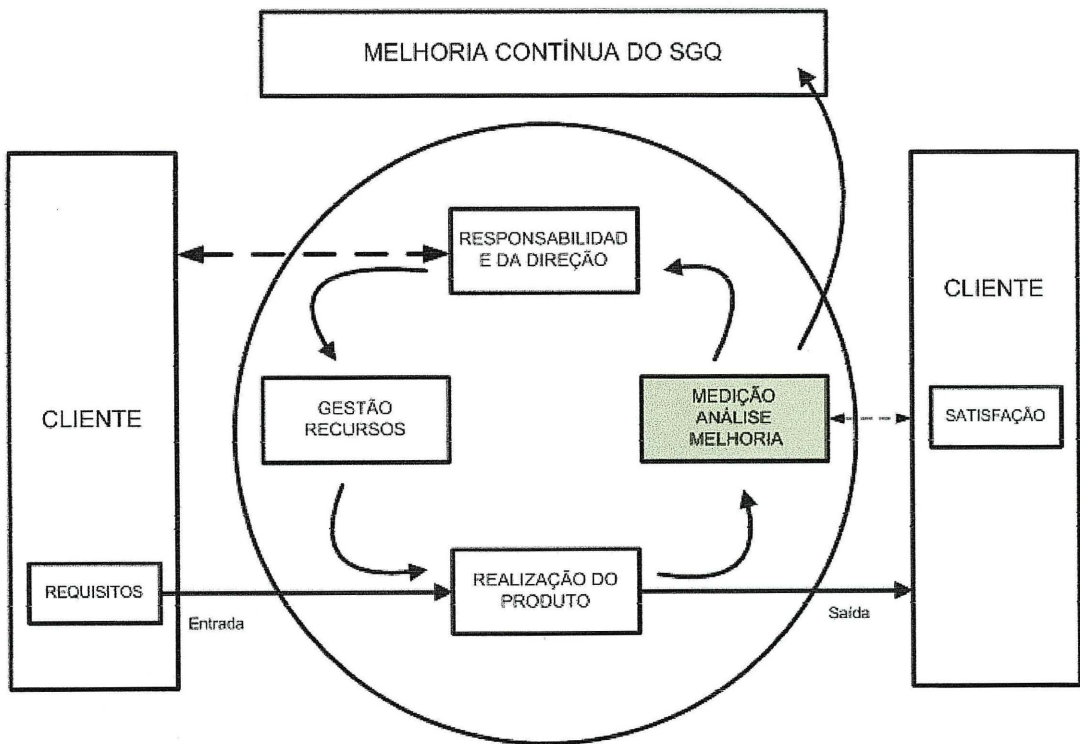 MELHORIA CONTÍNUA DO SGQ
RESPONSABILIDAD
E DA DIREÇÃO
CLIENTE
CLIENTE
GESTÃO
RECURSOS
MEDIÇÃO
ANÁLISE
MELHORIA
SATISFAÇÃO
REQUISITOS
Entrada
REALIZAÇÃO DO
PRODUTO
Saída